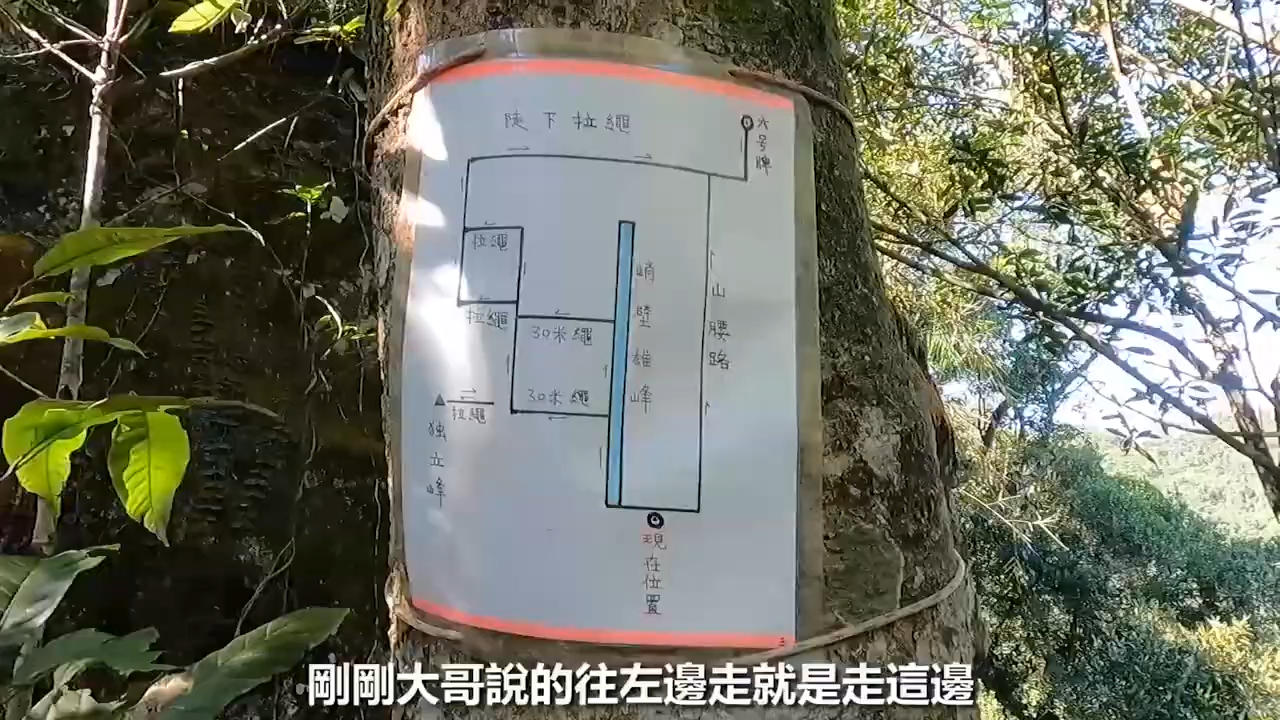 陡下拉繩
六号牌
拉繩
拉繩
30米繩
30米繩
拉繩
独立峰
峭壁雄峰
山腰路
現在位置
剛剛大哥說的往左邊走就是走這邊